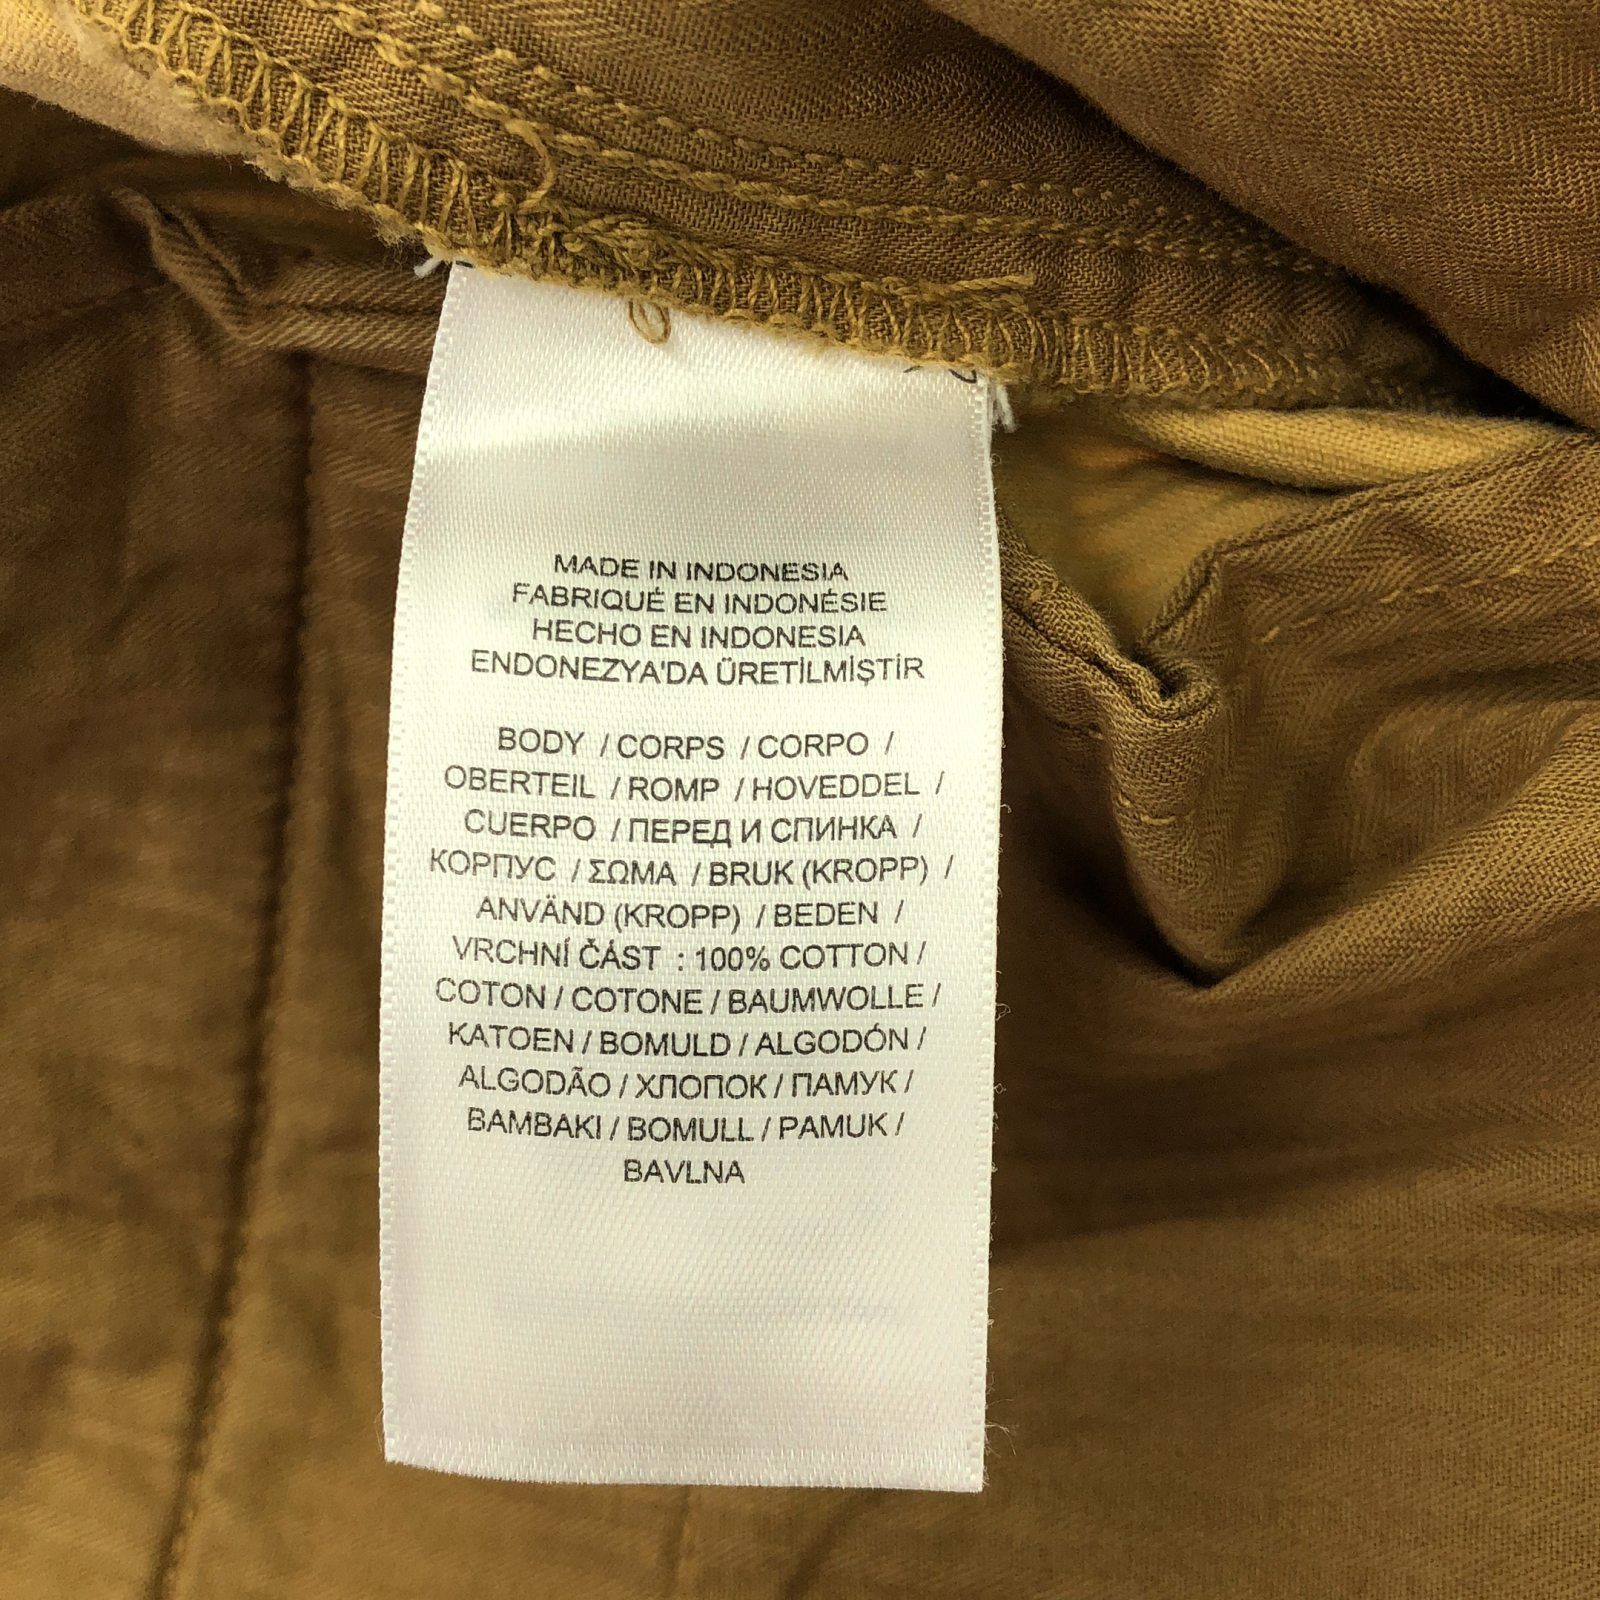 MADE IN INDONESIA
FABRIQUÉ EN INDONÉSIE
HECHO EN INDONESIA
ENDONEZYA'DA ÜRETİLMİŞTİR
BODY / CORPS / CORPO /
OBERTEIL / ROMP / HOVEDDEL /
CUERPO / ПЕРЕД И СПИНКА /
КОРПУС / ΣΩΜΑ / BRUK (KROPP) /
ANVÄND (KROPP) / BEDEN /
VRCHNÍ ČÁST : 100% COTTON /
COTON / COTONE / BAUMWOLLE /
KATOEN / BOMULD / ALGODÓN /
ALGODÃO / ХЛОПОК / ПАМУК /
BAMBAKI / BOMULL / PAMUK /
BAVLNA